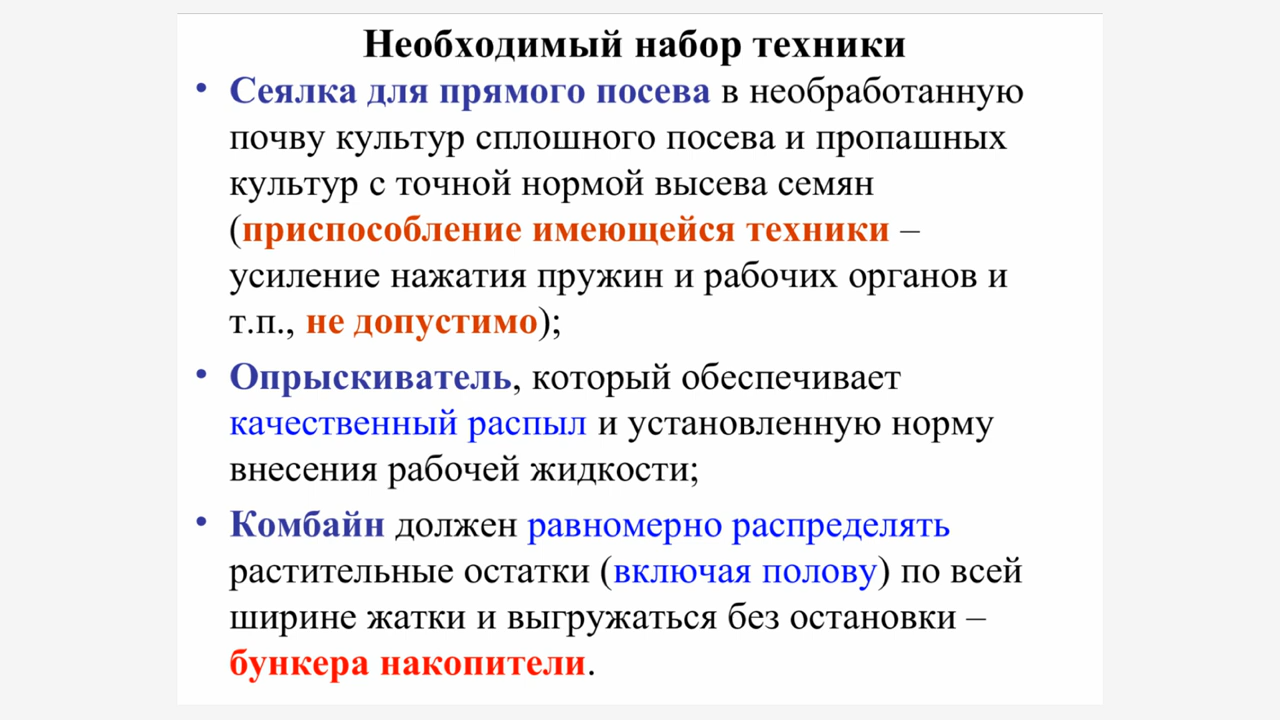 Необходимый набор техники
• Сеялка для прямого посева в необработанную
почву культур сплошного посева и пропашных
культур с точной нормой высева семян
(приспособление имеющейся техники –
усиление нажатия пружин и рабочих органов и
т.п., не допустимо);
• Опрыскиватель, который обеспечивает
качественный распыл и установленную норму
внесения рабочей жидкости;
• Комбайн должен равномерно распределять
растительные остатки (включая полову) по всей
ширине жатки и выгружаться без остановки –
бункера накопители.